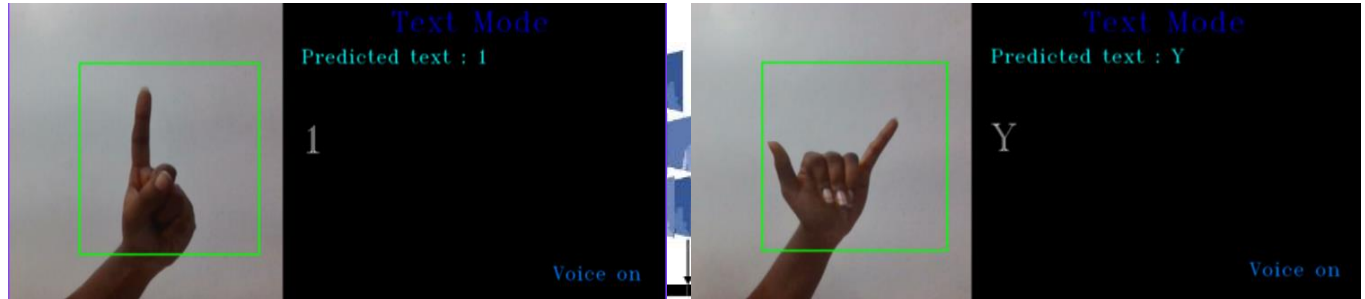 Text Mode
Predicted text : 1
1
Voice on
Text Mode
Predicted text : Y
Y
Voice on